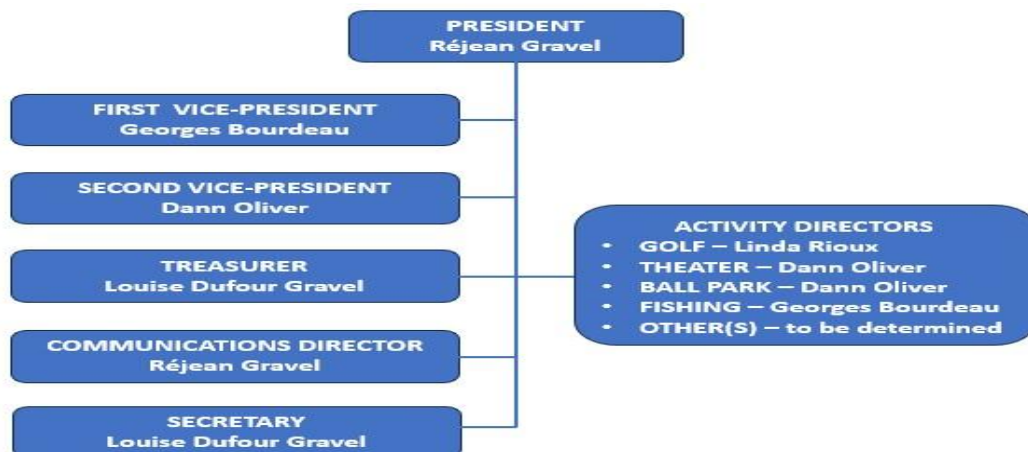 PRESIDENT
Réjean Gravel
FIRST VICE-PRESIDENT
Georges Bourdeau
SECOND VICE-PRESIDENT
Dann Oliver
TREASURER
Louise Dufour Gravel
COMMUNICATIONS DIRECTOR
Réjean Gravel
SECRETARY
Louise Dufour Gravel
ACTIVITY DIRECTORS
• GOLF – Linda Rioux
• THEATER – Dann Oliver
• BALL PARK – Dann Oliver
• FISHING – Georges Bourdeau
• OTHER(S) – to be determined